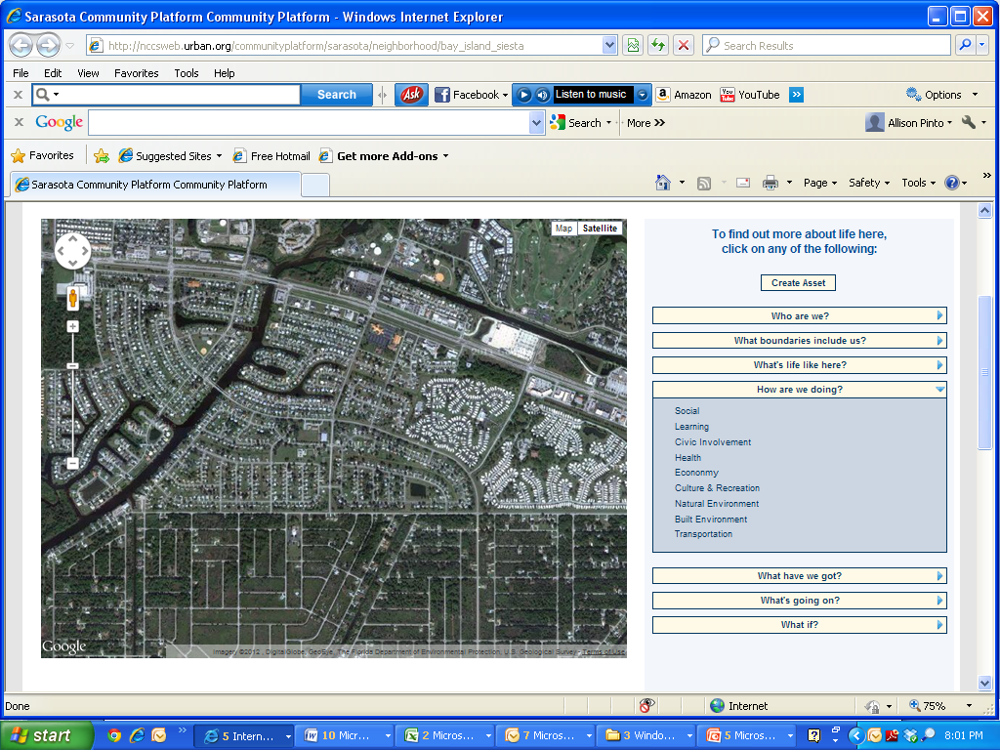 Sarasota Community Platform Community Platform - Windows Internet Explorer
http://nccsweb.urban.org/communityplatform/sarasota/neighborhood/bay_island_siesta
Search Results
File Edit View Favorites Tools Help
x Search Ask Facebook Listen to music Amazon You Tube YouTube » Options
x Google Search More » Allison Pinto
Favorites Suggested Sites Free Hotmail Get more Add-ons
Sarasota Community Platform Community Platform Page Safety Tools »
Map Satellite
To find out more about life here,
click on any of the following:
Create Asset
Who are we?
What boundaries include us?
What's life like here?
How are we doing?
Social
Learning
Civic Involvement
Health
Econonmy
Culture & Recreation
Natural Environment
Built Environment
Transportation
What have we got?
What's going on?
What if?
Google
Imagery ©2012 , DigitalGlobe, GeoEye, The Florida Department of Environmental Protection, U.S. Geological Survey - Terms of Use
Done Internet 75%
start » 5 Intern... 10 Micr... 2 Micros... 7 Micros... 3 Windo... 5 Micros... 8:01 PM